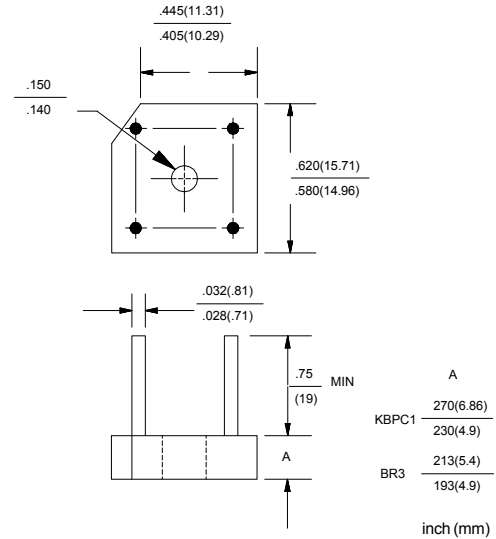 .445(11.31)
.405(10.29)
.150
.140
.620(15.71)
.580(14.96)
.032(.81)
.028(.71)
.75
MIN
(19)
A
A
KBPC1
270(6.86)
230(4.9)
BR3
213(5.4)
193(4.9)
inch (mm)